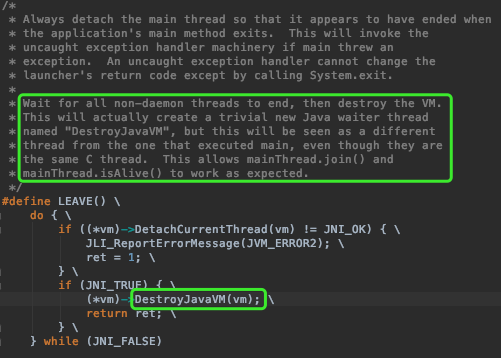 /*
* Always detach the main thread so that it appears to have ended when
* the application's main method exits.  This will invoke the
* uncaught exception handler machinery if main threw an
* exception.  An uncaught exception handler cannot change the
* launcher's return code except by calling System.exit.
*
* Wait for all non-daemon threads to end, then destroy the VM.
* This will actually create a trivial new Java waiter thread
* named "DestroyJavaVM", but this will be seen as a different
* thread from the one that executed main, even though they are
* the same C thread.  This allows mainThread.join() and
* mainThread.isAlive() to work as expected.
*/
#define LEAVE() \
do { \
if ((*vm)->DetachCurrentThread(vm) != JNI_OK) { \
JLI_ReportErrorMessage(JVM_ERROR2); \
ret = 1; \
} \
if (JNI_TRUE) { \
(*vm)->DestroyJavaVM(vm); \
return ret; \
} \
} while (JNI_FALSE)